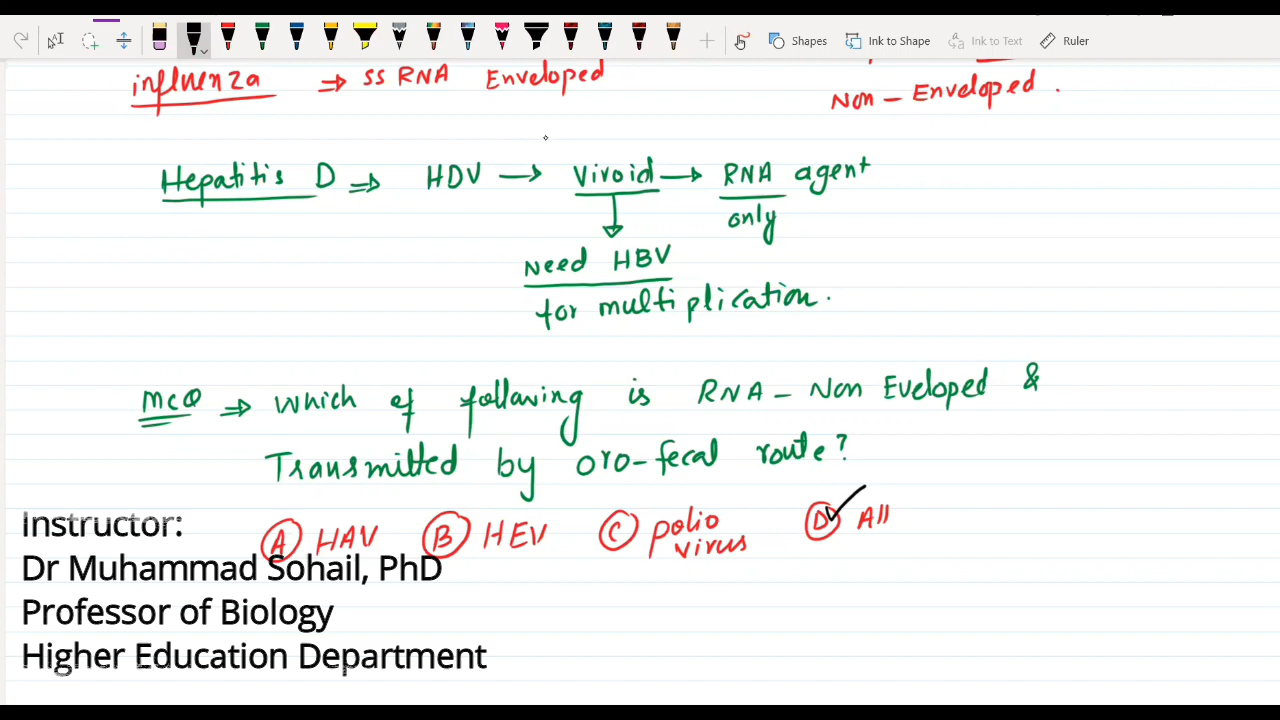 Shapes Ink to Shape Ink to Text Ruler
influenza ⇒ SS RNA Enveloped
Non - Enveloped .
Hepatitis D ⇒ HDV → Viroid → RNA agent
only
Need HBV
for multiplication.
MCQ ⇒ Which of following is RNA - Non Eveloped &
Transmitted by oro-fecal route?
A HAV B HEV C polio D All
virus
Instructor:
Dr Muhammad Sohail, PhD
Professor of Biology
Higher Education Department